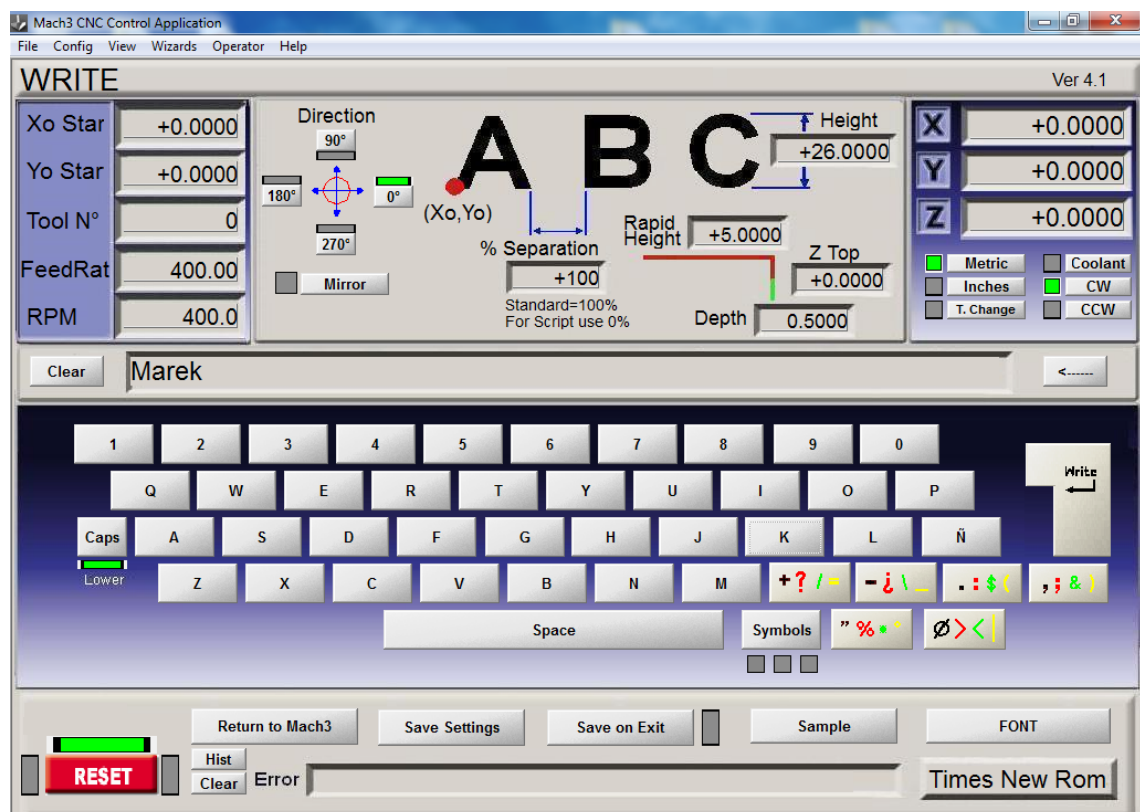 Mach3 CNC Control Application
File Config View Wizards Operator Help
WRITE Ver 4.1
Xo Star +0.0000
Yo Star +0.0000
Tool N° 0
FeedRat 400.00
RPM 400.0
Direction
90°
180° 0°
270°
Mirror
A B C
(Xo,Yo)
Height
+26.0000
% Separation
+100
Standard=100%
For Script use 0%
Rapid
Height +5.0000
Z Top
+0.0000
Depth 0.5000
X +0.0000
Y +0.0000
Z +0.0000
Metric Coolant
Inches CW
T. Change CCW
Clear Marek <------
1 2 3 4 5 6 7 8 9 0
Q W E R T Y U I O P Write
Caps A S D F G H J K L Ñ
Lower
Z X C V B N M + ? / = - ¿ \ _ . : $ ( , ; & )
Space Symbols " % * ° Ø > < |
Return to Mach3 Save Settings Save on Exit Sample FONT
RESET
Hist
Clear Error Times New Rom